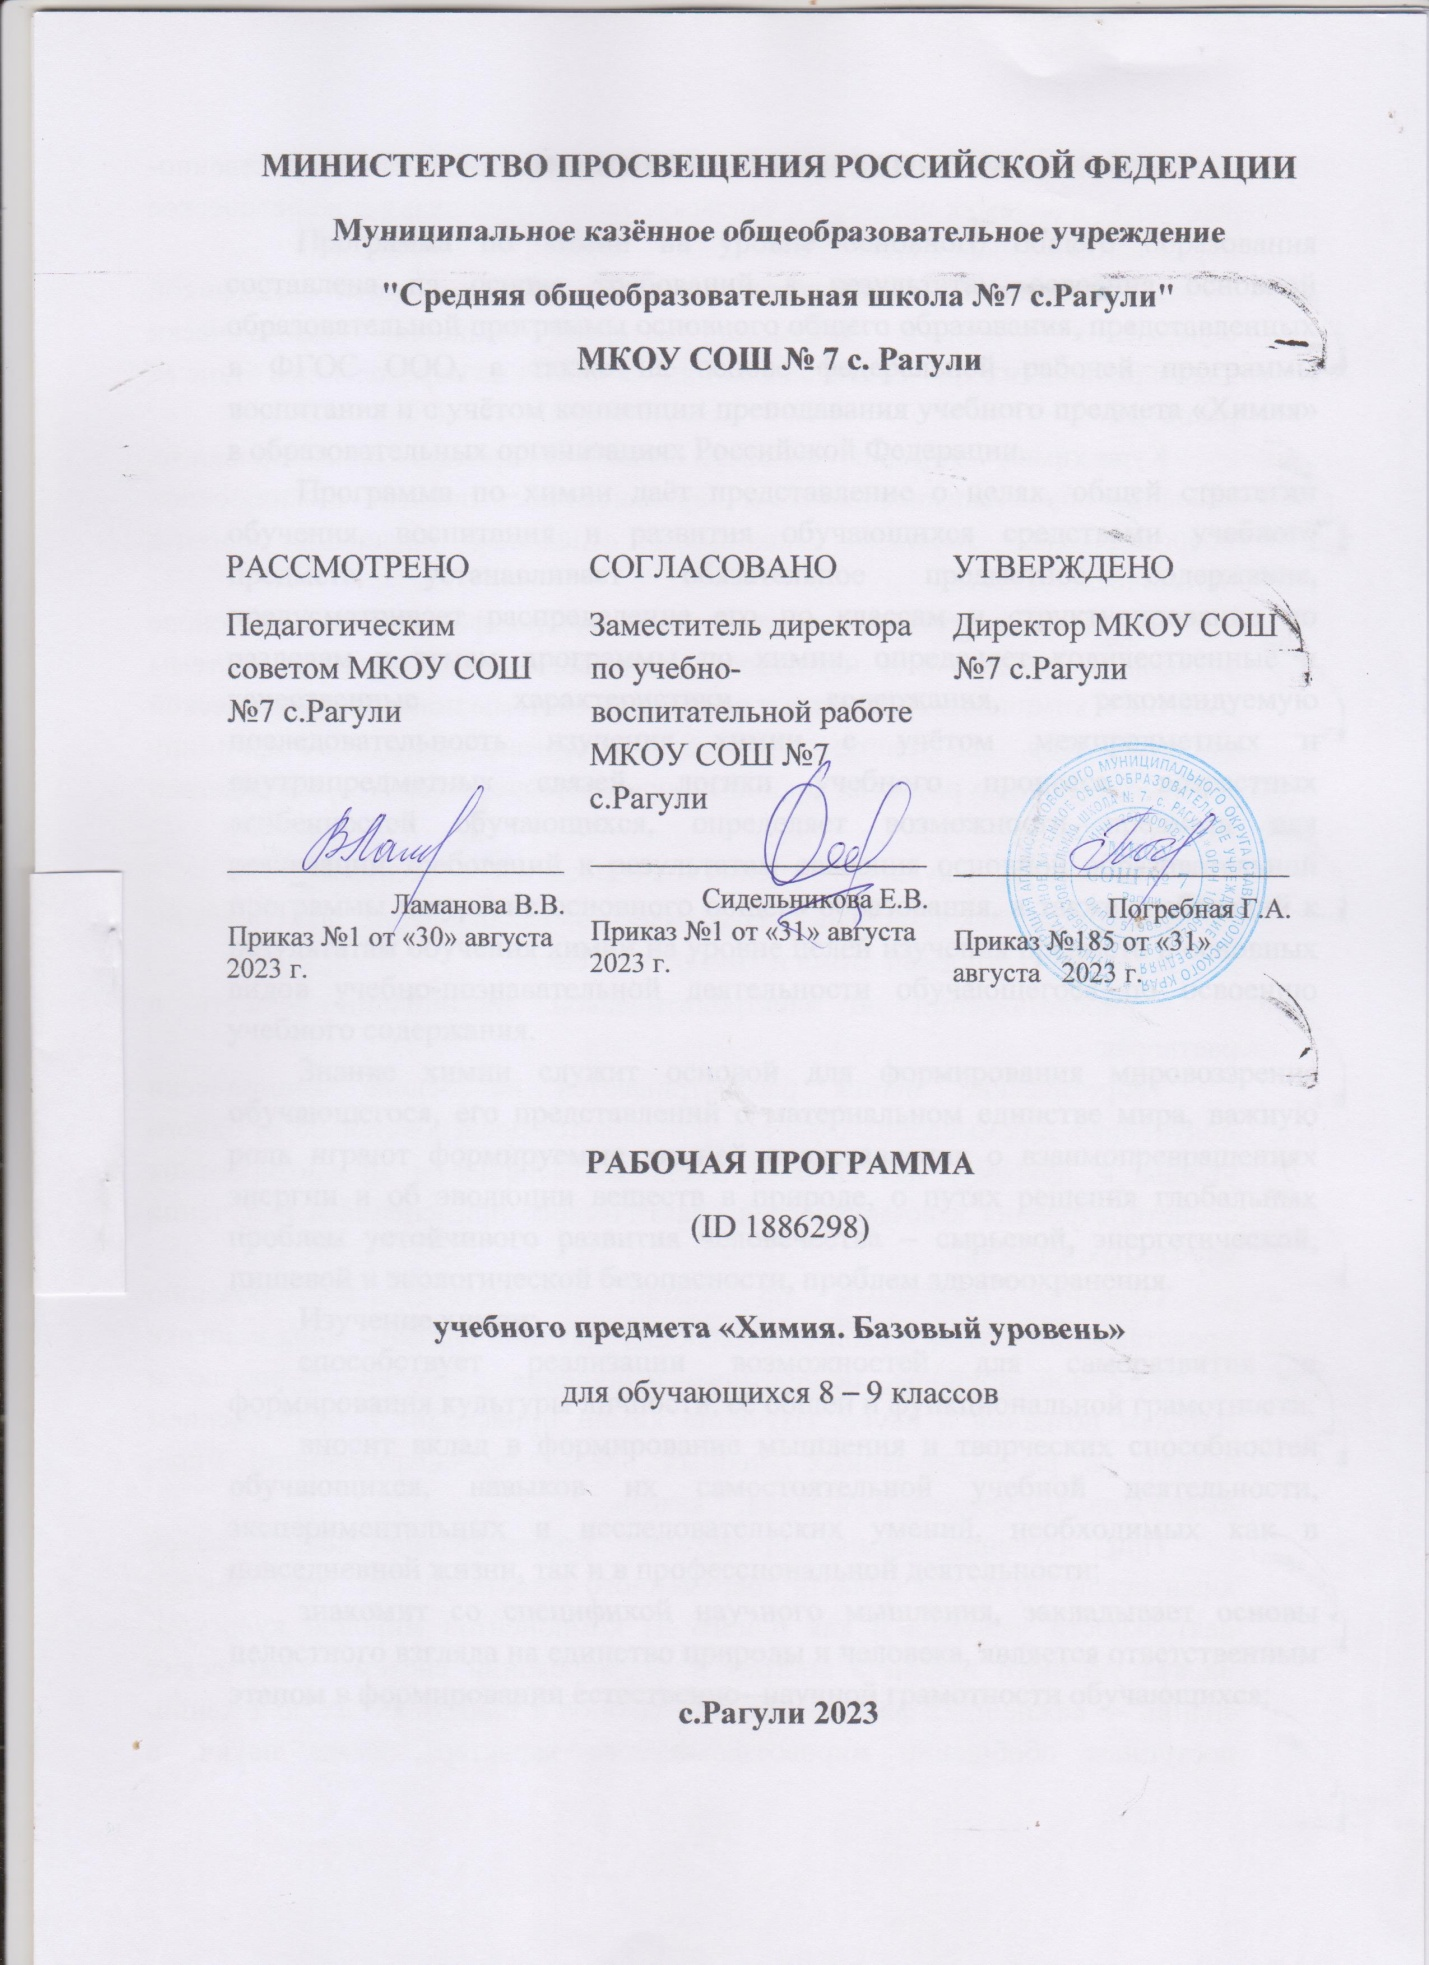 МИНИСТЕРСТВО ПРОСВЕЩЕНИЯ РОССИЙСКОЙ ФЕДЕРАЦИИ
Муниципальное казённое общеобразовательное учреждение
"Средняя общеобразовательная школа №7 с.Рагули"
МКОУ СОШ № 7 с. Рагули
РАССМОТРЕНО
Педагогическим
советом МКОУ СОШ
№7 с.Рагули
Ламанова В.В.
Приказ №1 от «30» августа
2023 г.
СОГЛАСОВАНО
Заместитель директора
по учебно-
воспитательной работе
МКОУ СОШ №7
с.Рагули
Сидельникова Е.В.
Приказ №1 от «31» августа
2023 г.
УТВЕРЖДЕНО
Директор МКОУ СОШ
№7 с.Рагули
СОШ № 7
Погребная Г.А.
Приказ №185 от «31»
августа 2023 г.
РАБОЧАЯ ПРОГРАММА
(ID 1886298)
учебного предмета «Химия. Базовый уровень»
для обучающихся 8 – 9 классов
с.Рагули 2023